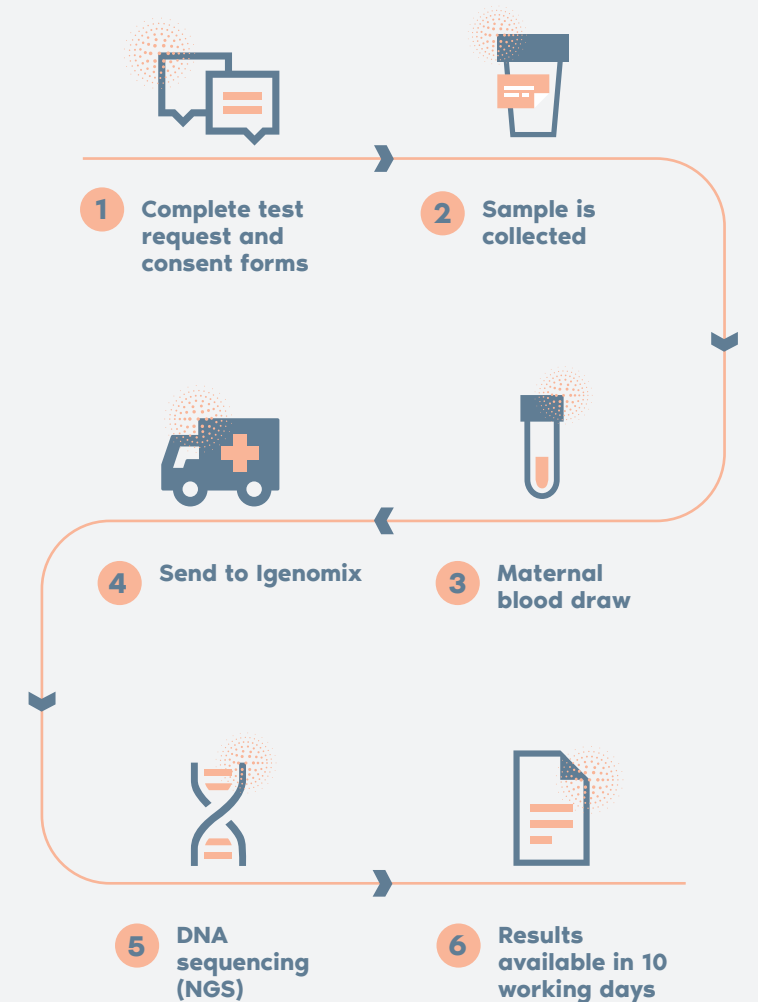 1
Complete test
request and
consent forms
2
Sample is
collected
3
Maternal
blood draw
4
Send to Igenomix
5
DNA
sequencing
(NGS)
6
Results
available in 10
working days